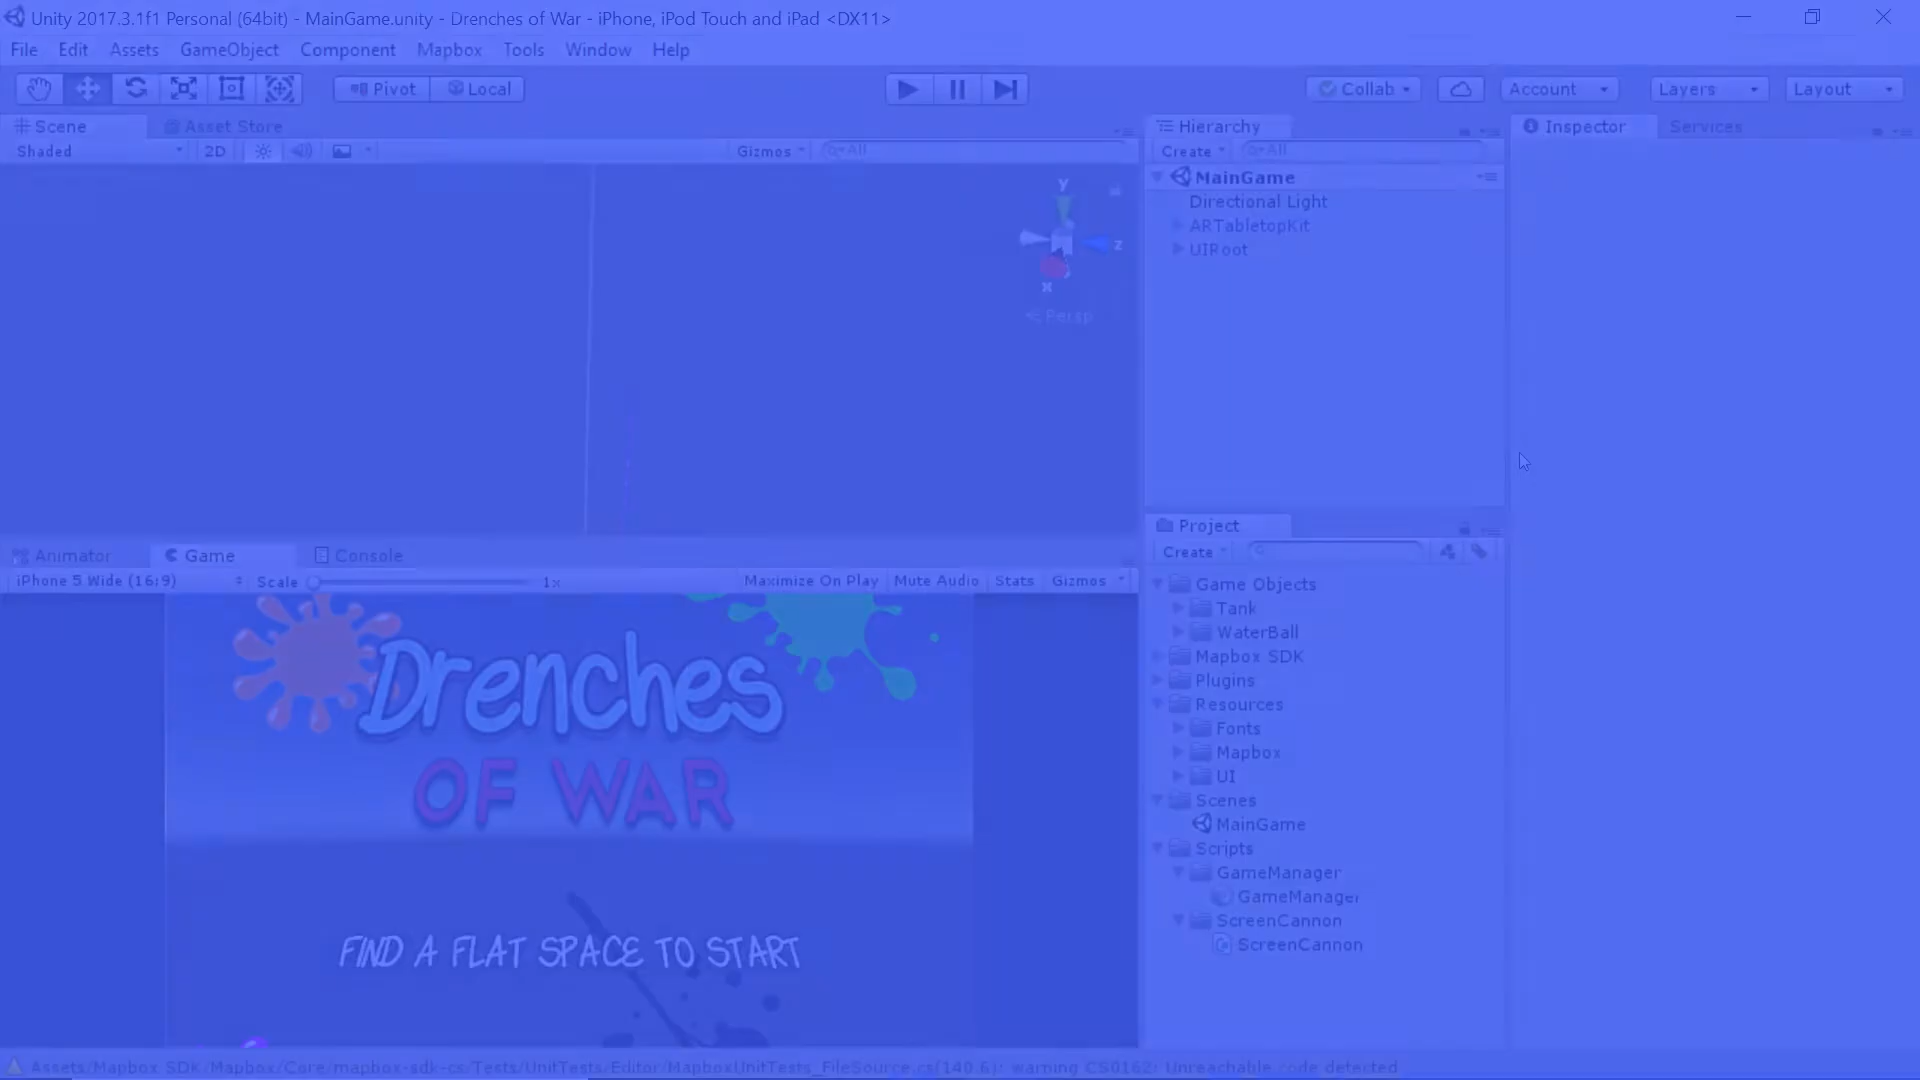 Unity 2017.3.1f1 Personal (64bit) - MainGame.unity - Drenches of War - iPhone, iPod Touch and iPad <DX11>
File Edit Assets GameObject Component Mapbox Tools Window Help
Pivot Local Collab Account Layers Layout
Scene Asset Store
Shaded 2D Gizmos All
y
z
x
Persp
Hierarchy
Create All
MainGame
Directional Light
ARTabletopKit
UIRoot
Inspector Services
Animator Game Console
iPhone 5 Wide (16:9) Scale 1x Maximize On Play Mute Audio Stats Gizmos
Drenches
OF WAR
FIND A FLAT SPACE TO START
Project
Create
Game Objects
Tank
WaterBall
Mapbox SDK
Plugins
Resources
Fonts
Mapbox
UI
Scenes
MainGame
Scripts
GameManager
GameManager
ScreenCannon
ScreenCannon
Assets/Mapbox SDK/Mapbox/Core/mapbox-sdk-cs/Tests/UnitTests/Editor/MapboxUnitTests_FileSource.cs(140,6): warning CS0162: Unreachable code detected